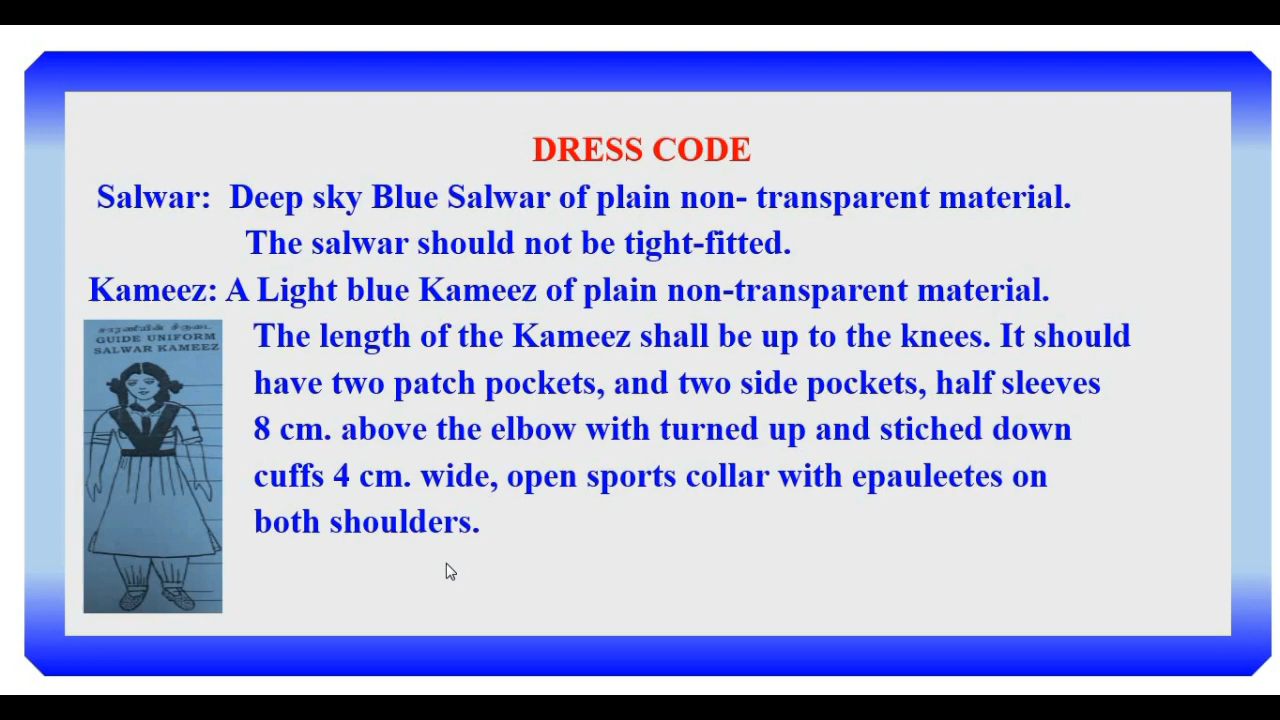 DRESS CODE
Salwar: Deep sky Blue Salwar of plain non- transparent material.
The salwar should not be tight-fitted.
Kameez: A Light blue Kameez of plain non-transparent material.
சாரணியின் சீருடை
GUIDE UNIFORM
SALWAR KAMEEZ
The length of the Kameez shall be up to the knees. It should
have two patch pockets, and two side pockets, half sleeves
8 cm. above the elbow with turned up and stiched down
cuffs 4 cm. wide, open sports collar with epauleetes on
both shoulders.